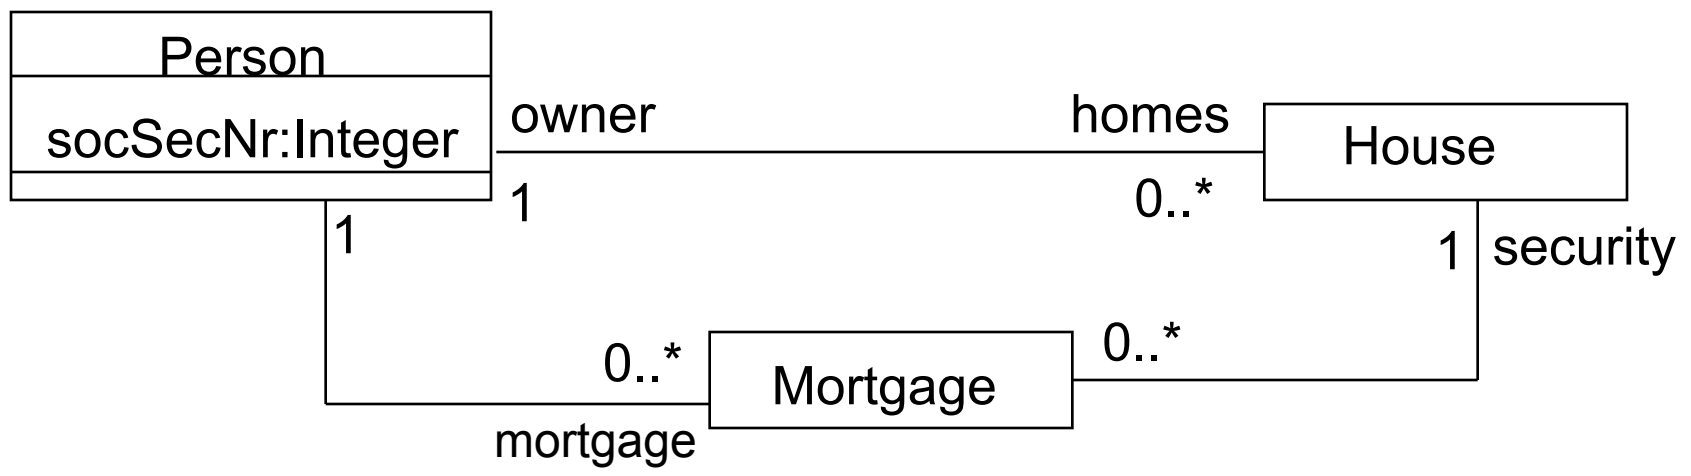 Person
socSecNr:Integer
owner
homes
House
1
0..*
1
1
security
0..*
0..*
Mortgage
mortgage